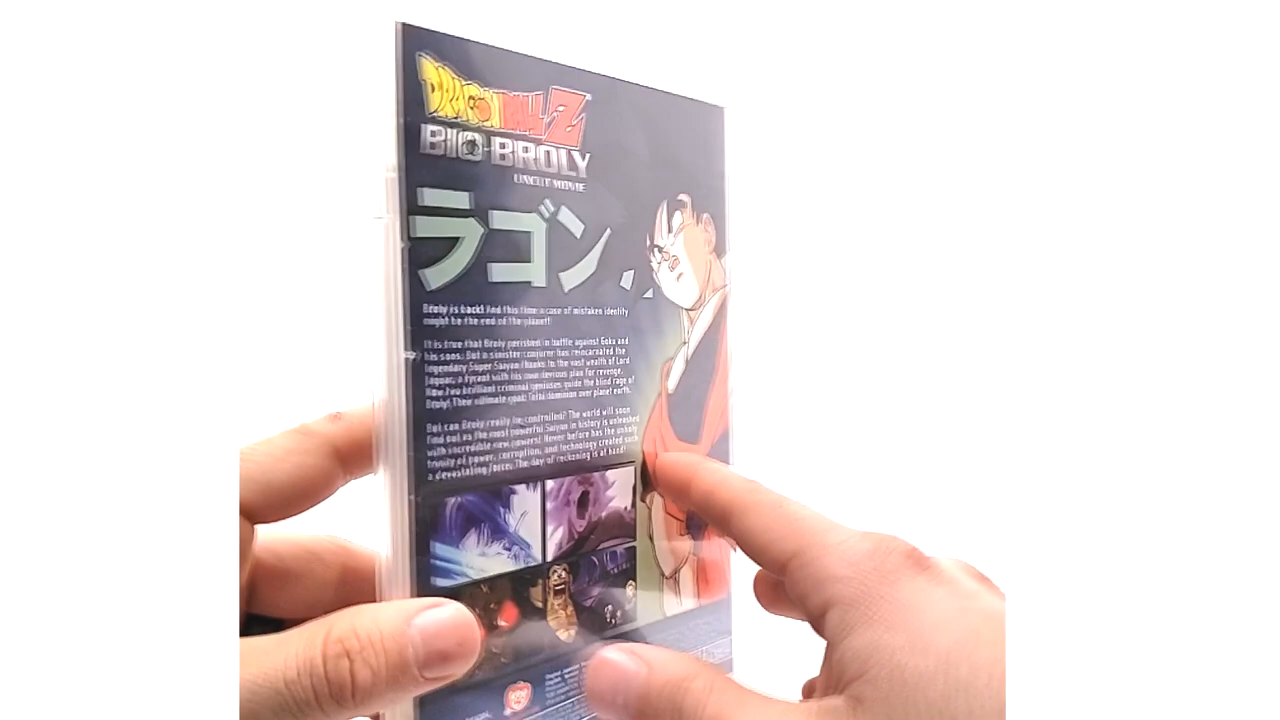 DRAGON BALL Z
BIO-BROLY
UNCUT MOVIE
ラゴン
Broly is back! And this time a case of mistaken identity
might be the end of the planet!
It is true that Broly perished in battle against Goku and
his sons. But a sinister conjurer has reincarnated the
legendary Super Saiyan thanks to the vast wealth of Lord
Jaguar, a tyrant with his own devious plan for revenge.
Now two brilliant criminal geniuses guide the blind rage of
Broly! Their ultimate goal: Total dominion over planet earth.
But can Broly really be controlled? The world will soon
find out as the most powerful Saiyan in history is unleashed
with incredible new powers! Never before has the unholy
trinity of power, corruption, and technology created such
a devastating force. The day of reckoning is at hand!